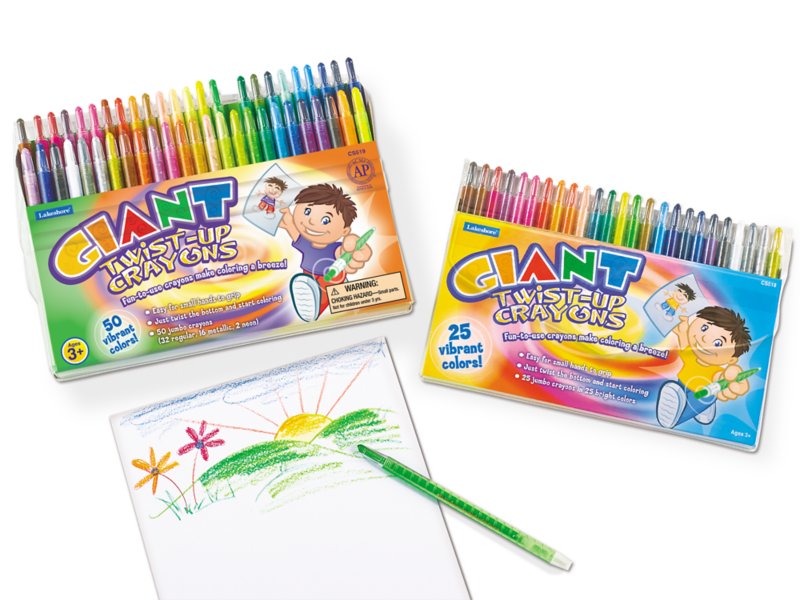 CS619
AP
Lakeshore
GIANT
TWIST-UP
CRAYONS
Fun-to-use crayons make coloring a breeze!
• Easy for small hands to grip
• Just twist the bottom and start coloring
• 50 jumbo crayons
(32 regular, 16 metallic, 2 neon)
50
vibrant
colors!
Ages
3+
WARNING:
CHOKING HAZARD—Small parts.
Not for children under 3 yrs.
Lakeshore
CS618
GIANT
TWIST-UP
CRAYONS
25
vibrant
colors!
Fun-to-use crayons make coloring a breeze!
• Easy for small hands to grip
• Just twist the bottom and start coloring
• 25 jumbo crayons in 25 bright colors
Ages 3+